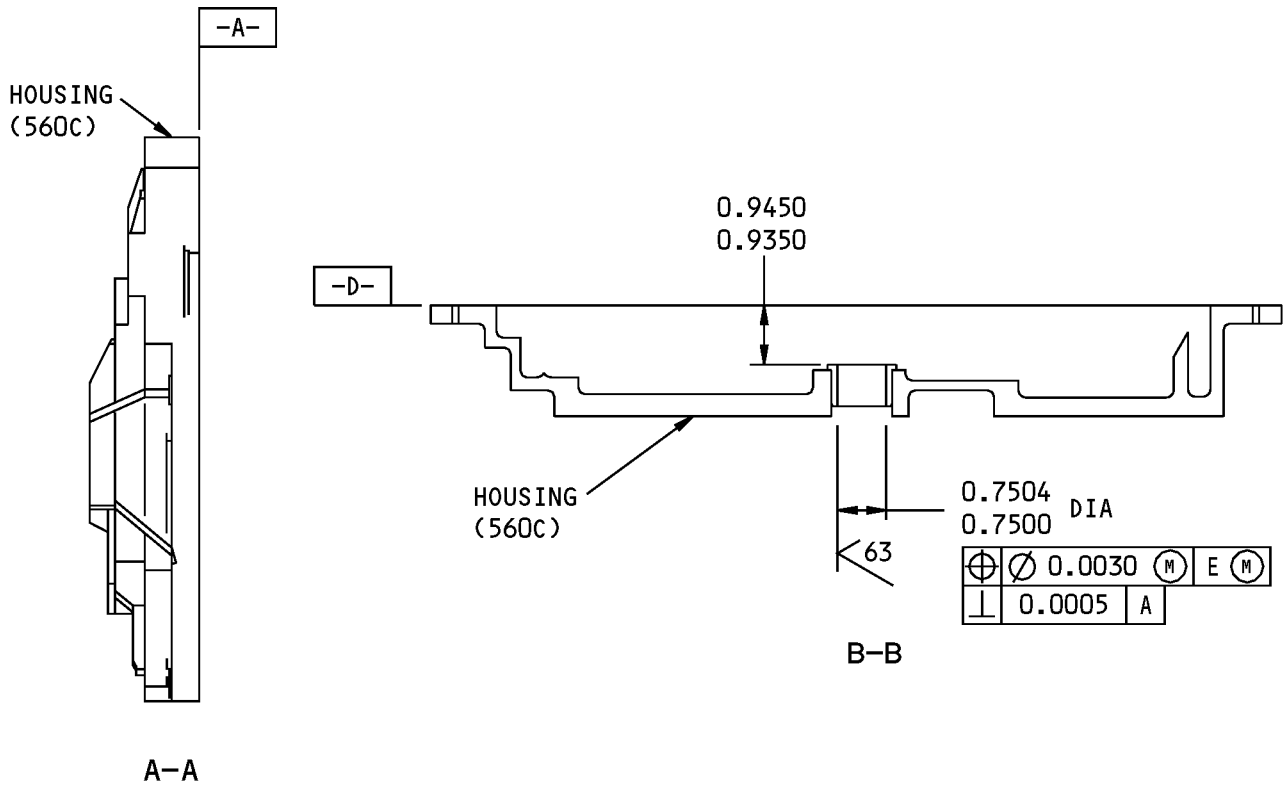 -A-
HOUSING
(560C)
0.9450
0.9350
-D-
HOUSING
(560C)
0.7504
0.7500 DIA
63
⌖ ⌀ 0.0030 Ⓜ E Ⓜ
⊥ 0.0005 A
B-B
A-A